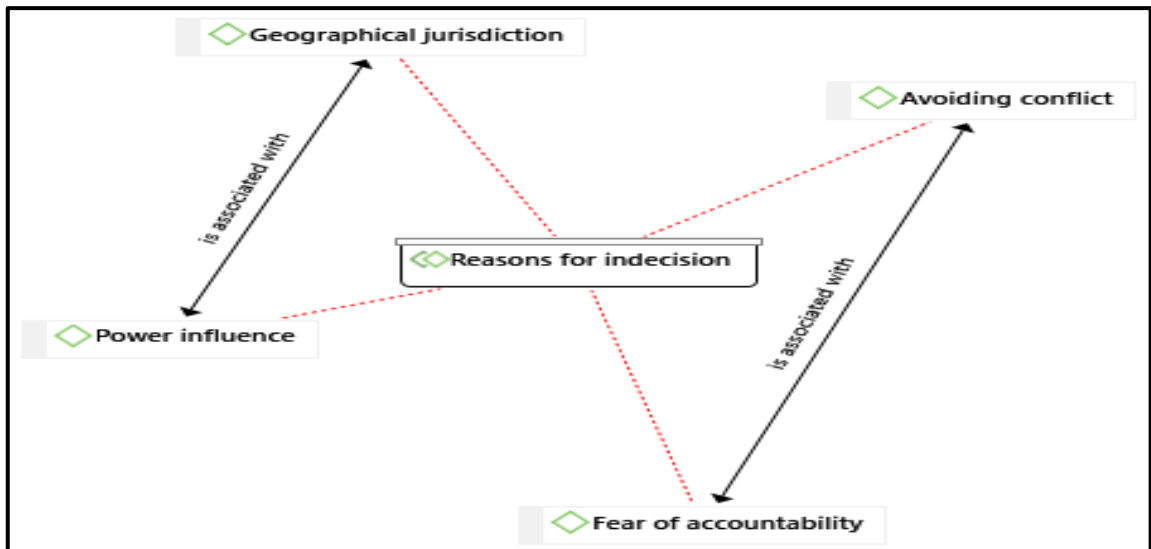 Geographical jurisdiction
Avoiding conflict
is associated with
Reasons for indecision
is associated with
Power influence
Fear of accountability